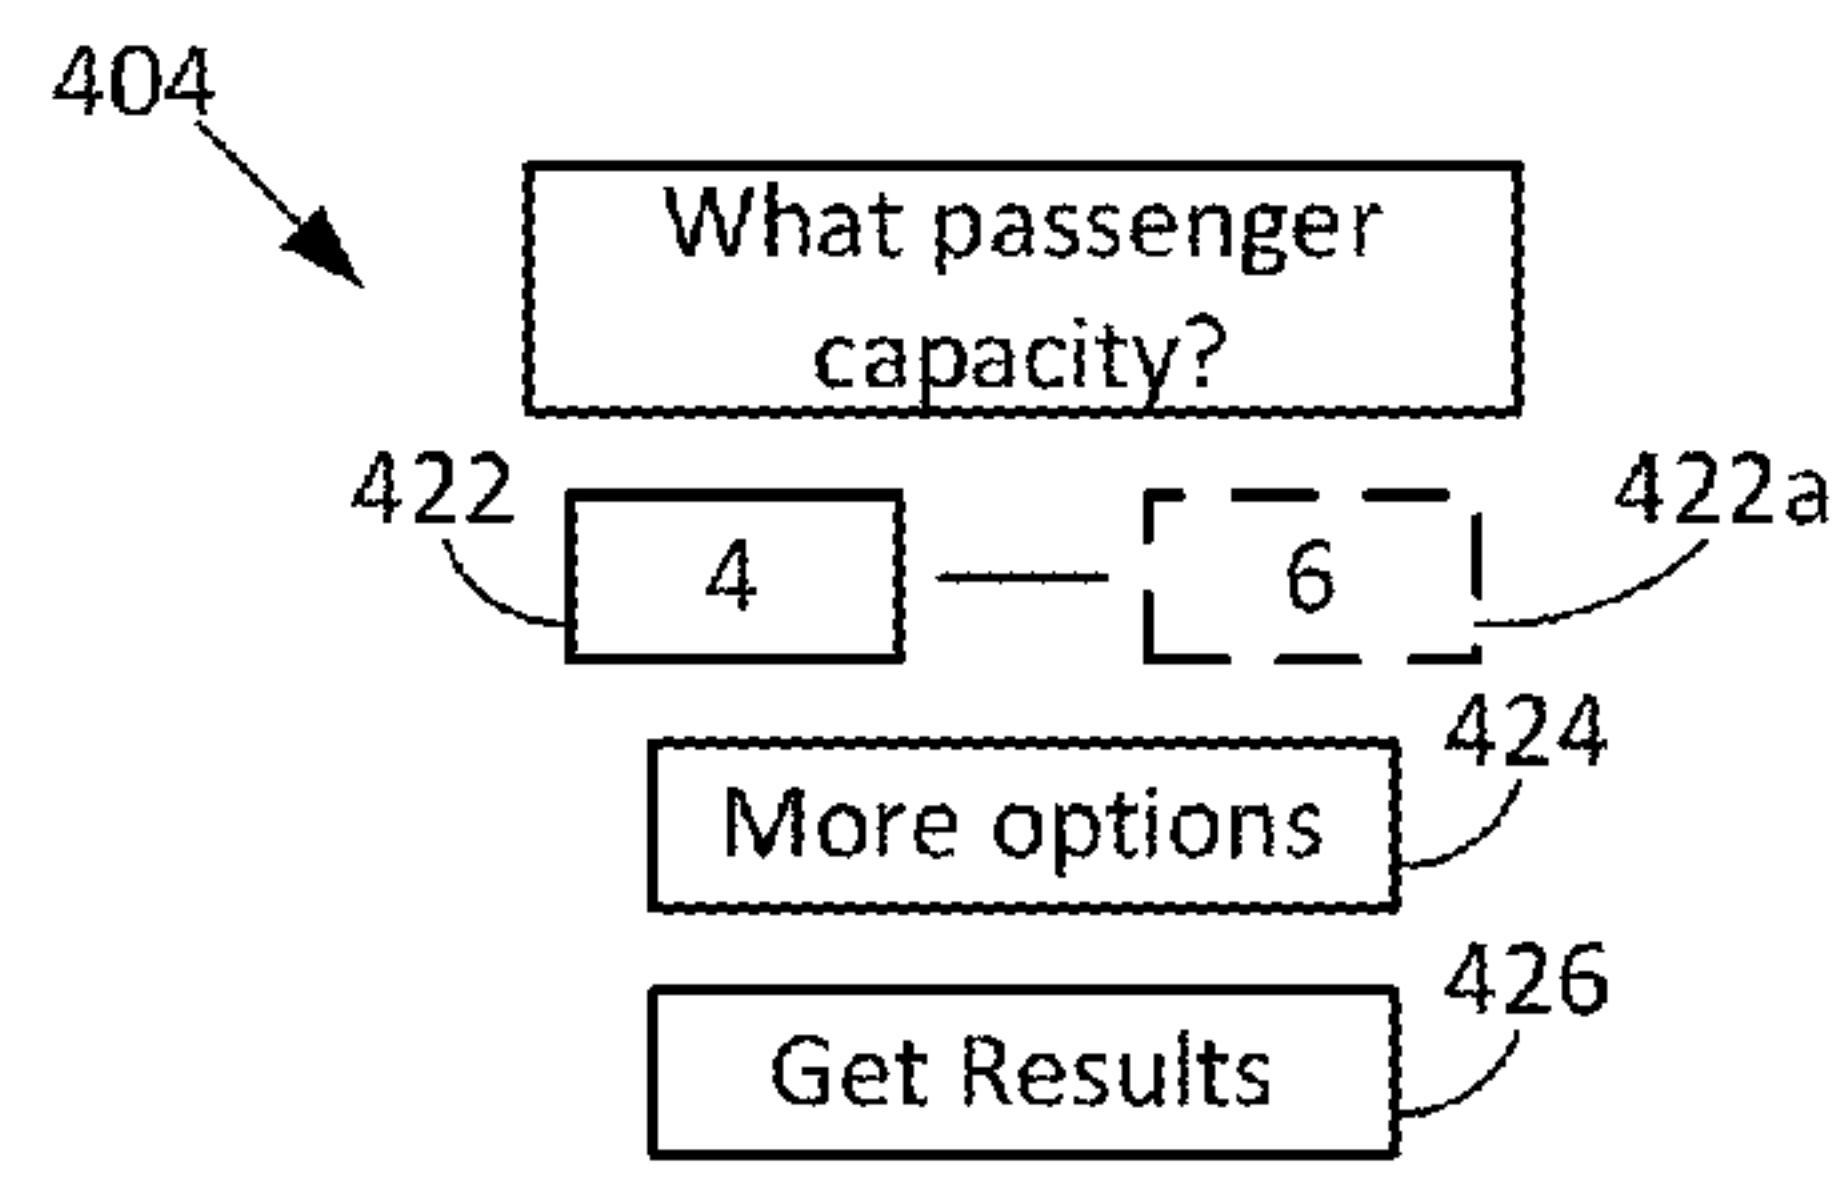 404
What passenger
capacity?
422
4
6
422a
More options
424
Get Results
426